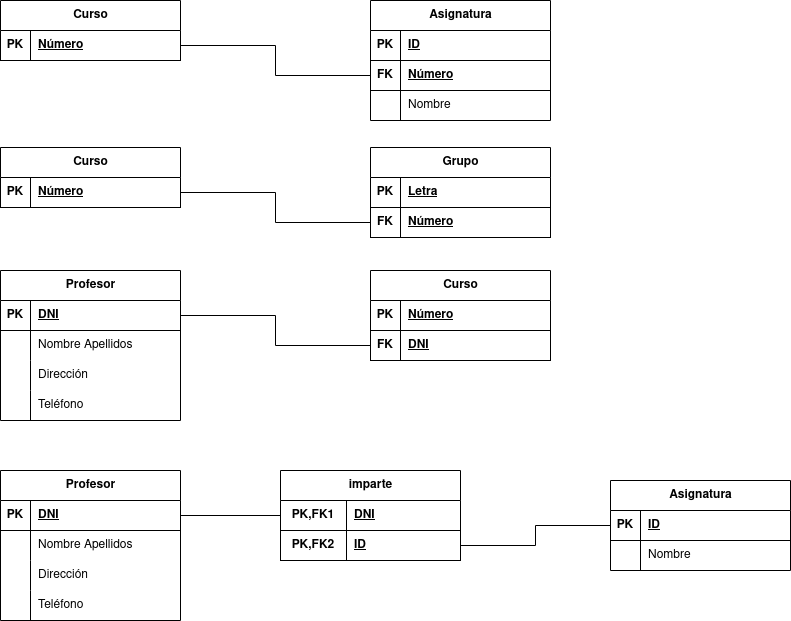 Curso
PK Número
Asignatura
PK ID
FK Número
Nombre
Curso
PK Número
Grupo
PK Letra
FK Número
Profesor
PK DNI
Nombre Apellidos
Dirección
Teléfono
Curso
PK Número
FK DNI
Profesor
PK DNI
Nombre Apellidos
Dirección
Teléfono
imparte
PK,FK1 DNI
PK,FK2 ID
Asignatura
PK ID
Nombre